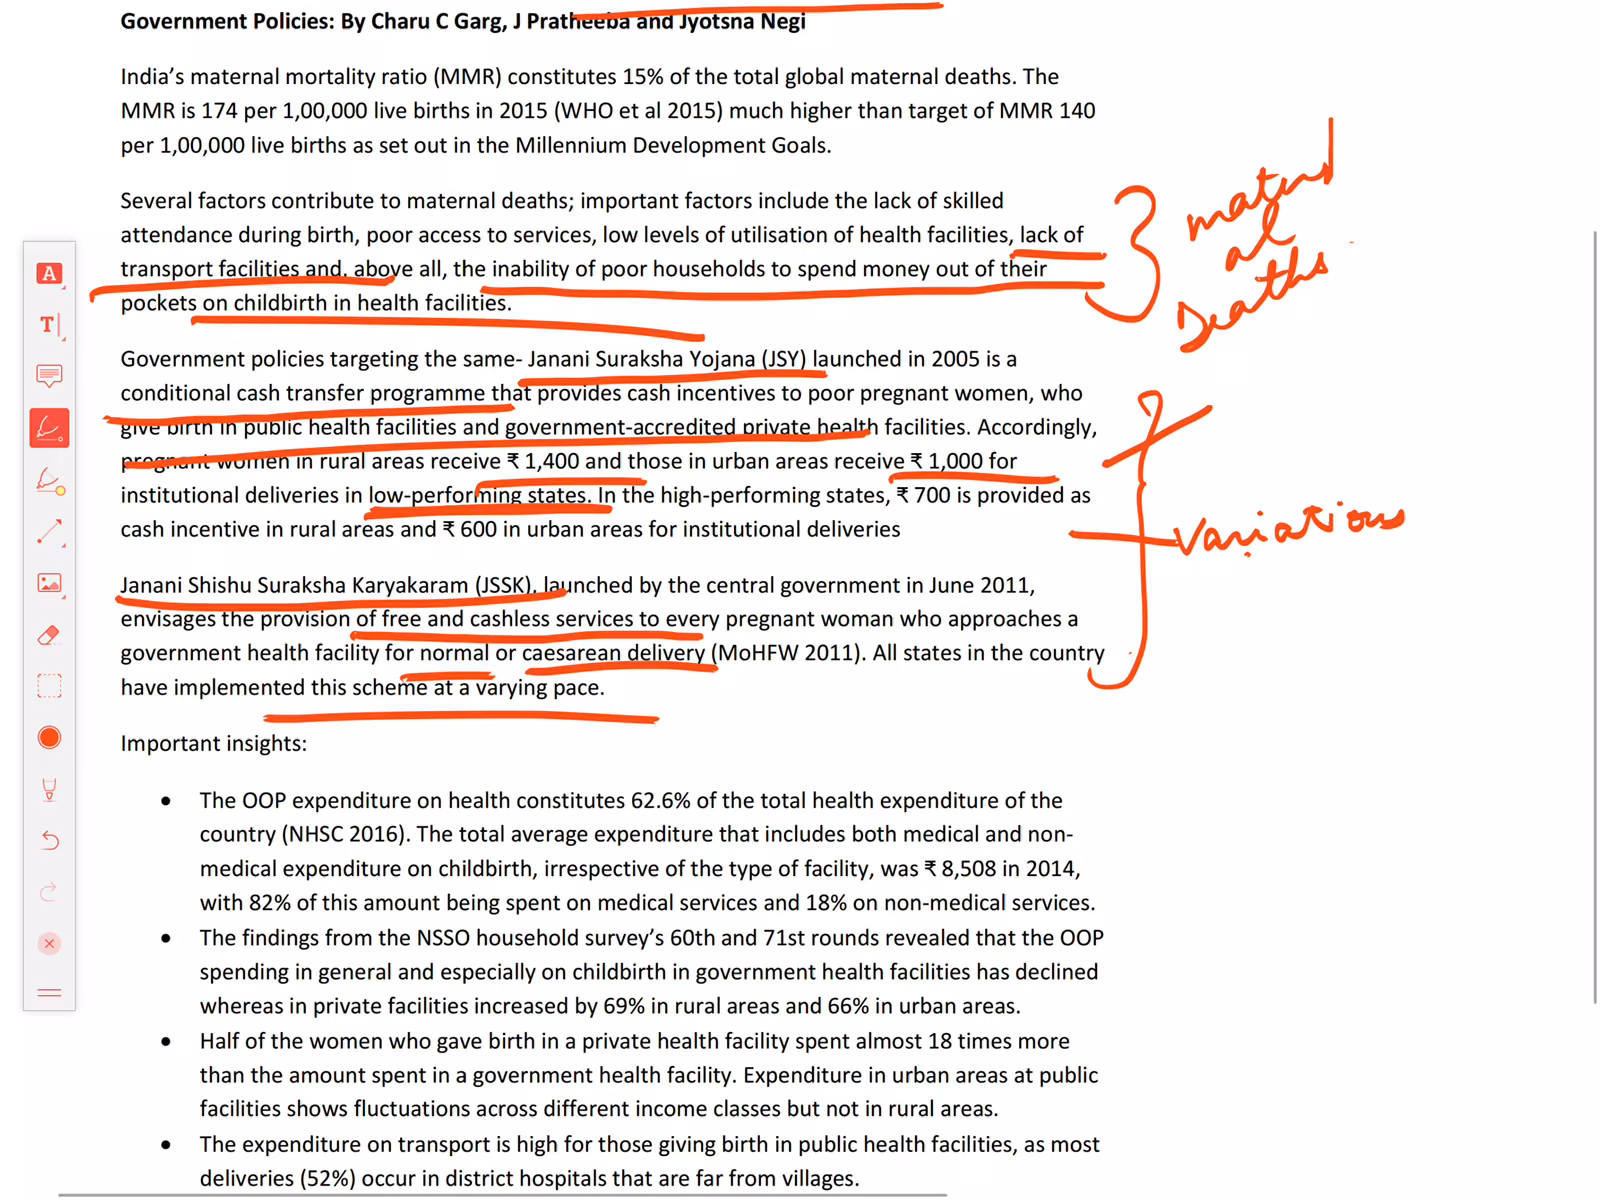 Government Policies: By Charu C Garg, J Pratheeba and Jyotsna Negi
India's maternal mortality ratio (MMR) constitutes 15% of the total global maternal deaths. The
MMR is 174 per 1,00,000 live births in 2015 (WHO et al 2015) much higher than target of MMR 140
per 1,00,000 live births as set out in the Millennium Development Goals.
Several factors contribute to maternal deaths; important factors include the lack of skilled
attendance during birth, poor access to services, low levels of utilisation of health facilities, lack of
transport facilities and. above all, the inability of poor households to spend money out of their
pockets on childbirth in health facilities.
maternal
Deaths
Government policies targeting the same- Janani Suraksha Yojana (JSY) launched in 2005 is a
conditional cash transfer programme that provides cash incentives to poor pregnant women, who
give birth in public health facilities and government-accredited private health facilities. Accordingly,
pregnant women in rural areas receive ₹ 1,400 and those in urban areas receive ₹ 1,000 for
institutional deliveries in low-performing states. In the high-performing states, ₹ 700 is provided as
cash incentive in rural areas and ₹ 600 in urban areas for institutional deliveries
Variations
Janani Shishu Suraksha Karyakaram (JSSK), launched by the central government in June 2011,
envisages the provision of free and cashless services to every pregnant woman who approaches a
government health facility for normal or caesarean delivery (MoHFW 2011). All states in the country
have implemented this scheme at a varying pace.
Important insights:
• The OOP expenditure on health constitutes 62.6% of the total health expenditure of the
country (NHSC 2016). The total average expenditure that includes both medical and non-
medical expenditure on childbirth, irrespective of the type of facility, was ₹ 8,508 in 2014,
with 82% of this amount being spent on medical services and 18% on non-medical services.
• The findings from the NSSO household survey's 60th and 71st rounds revealed that the OOP
spending in general and especially on childbirth in government health facilities has declined
whereas in private facilities increased by 69% in rural areas and 66% in urban areas.
• Half of the women who gave birth in a private health facility spent almost 18 times more
than the amount spent in a government health facility. Expenditure in urban areas at public
facilities shows fluctuations across different income classes but not in rural areas.
• The expenditure on transport is high for those giving birth in public health facilities, as most
deliveries (52%) occur in district hospitals that are far from villages.